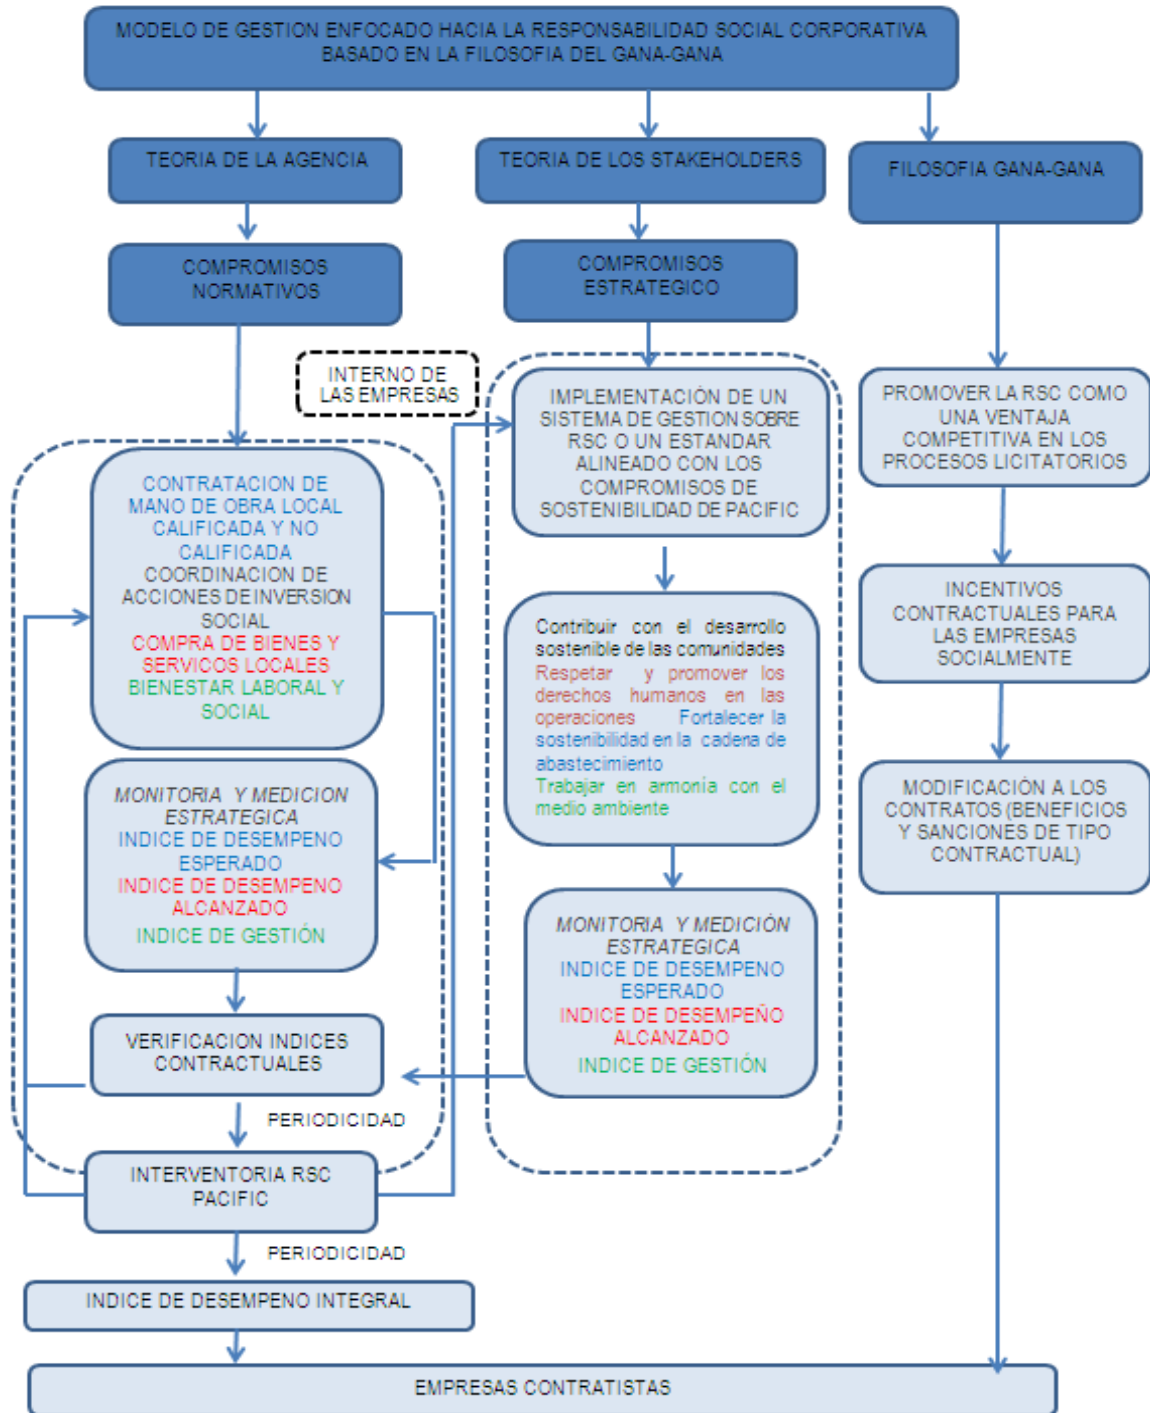 MODELO DE GESTION ENFOCADO HACIA LA RESPONSABILIDAD SOCIAL CORPORATIVA
BASADO EN LA FILOSOFIA DEL GANA-GANA
TEORIA DE LA AGENCIA
TEORIA DE LOS STAKEHOLDERS
FILOSOFIA GANA-GANA
COMPROMISOS
NORMATIVOS
COMPROMISOS
ESTRATEGICO
INTERNO DE
LAS EMPRESAS
CONTRATACION DE
MANO DE OBRA LOCAL
CALIFICADA Y NO
CALIFICADA
COORDINACION DE
ACCIONES DE INVERSION
SOCIAL
COMPRA DE BIENES Y
SERVICOS LOCALES
BIENESTAR LABORAL Y
SOCIAL
MONITORIA Y MEDICION
ESTRATEGICA
INDICE DE DESEMPENO
ESPERADO
INDICE DE DESEMPENO
ALCANZADO
INDICE DE GESTIÓN
VERIFICACION INDICES
CONTRACTUALES
PERIODICIDAD
INTERVENTORIA RSC
PACIFIC
PERIODICIDAD
INDICE DE DESEMPENO INTEGRAL
IMPLEMENTACIÓN DE UN
SISTEMA DE GESTION SOBRE
RSC O UN ESTANDAR
ALINEADO CON LOS
COMPROMISOS DE
SOSTENIBILIDAD DE PACIFIC
Contribuir con el desarrollo
sostenible de las comunidades
Respetar y promover los
derechos humanos en las
operaciones Fortalecer la
sostenibilidad en la cadena de
abastecimiento
Trabajar en armonía con el
medio ambiente
MONITORIA Y MEDICIÓN
ESTRATEGICA
INDICE DE DESEMPENO
ESPERADO
INDICE DE DESEMPEÑO
ALCANZADO
INDICE DE GESTIÓN
PROMOVER LA RSC COMO
UNA VENTAJA
COMPETITIVA EN LOS
PROCESOS LICITATORIOS
INCENTIVOS
CONTRACTUALES PARA
LAS EMPRESAS
SOCIALMENTE
MODIFICACIÓN A LOS
CONTRATOS (BENEFICIOS
Y SANCIONES DE TIPO
CONTRACTUAL)
EMPRESAS CONTRATISTAS